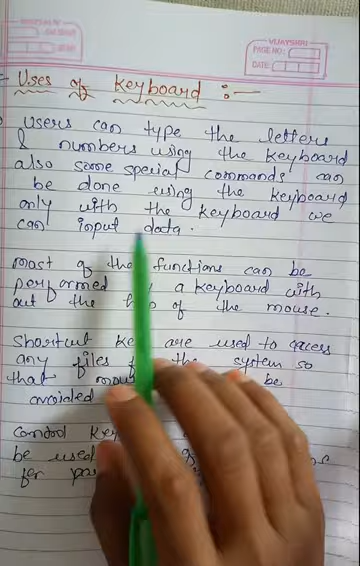 VIJAYSHRI
PAGE NO:
DATE:
Uses of Keyboard :-
Users can type the letters
& numbers using the keyboard
also some special commands can
be done using the keyboard
only with the keyboard we
can input data.
most of the functions can be
performed a keyboard with
out the of the mouse.
Shortcut key are used to access
any files the system so
that be
avoided
Control key
be used
for